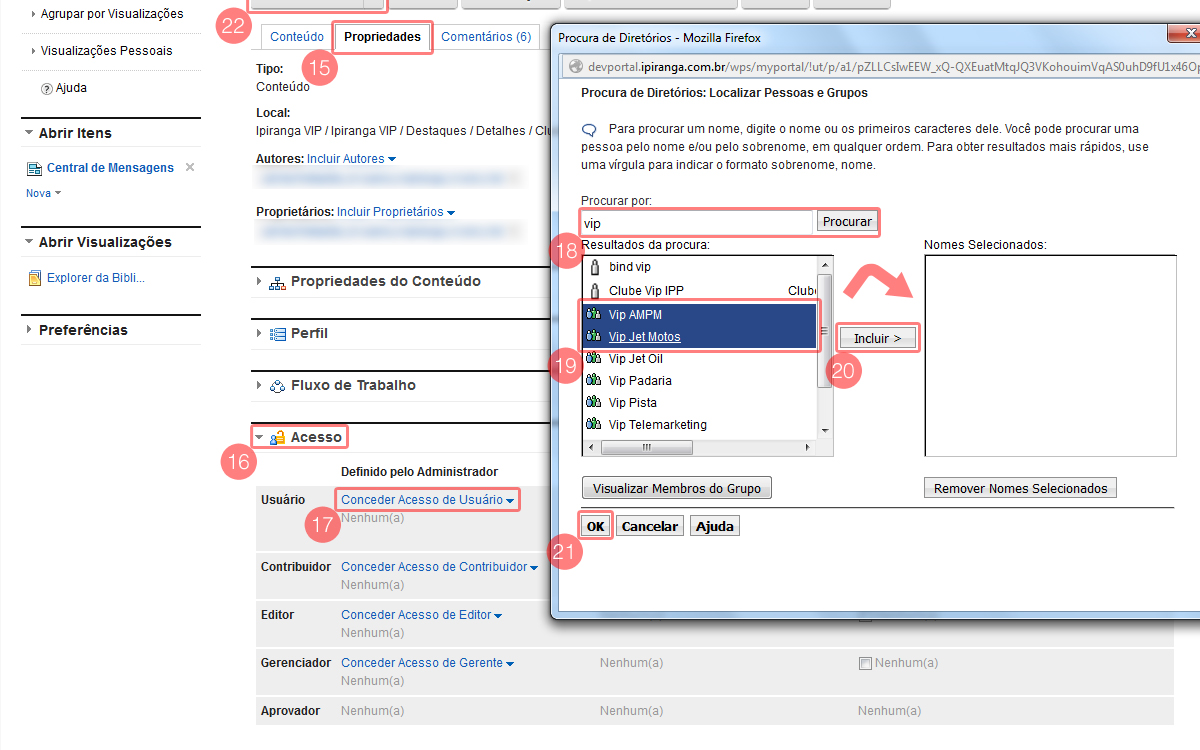 Agrupar por Visualizações
Visualizações Pessoais
Ajuda
Abrir Itens
Central de Mensagens
Nova
Abrir Visualizações
Explorer da Bibli...
Preferências
22
Conteúdo
Propriedades
Comentários (6)
15
Tipo:
Conteúdo
Local:
Ipiranga VIP / Ipiranga VIP / Destaques / Detalhes / Clu
Autores: Incluir Autores
Proprietários: Incluir Proprietários
Propriedades do Conteúdo
Perfil
Fluxo de Trabalho
Acesso
16
Definido pelo Administrador
Usuário
Conceder Acesso de Usuário
Nenhum(a)
17
Contribuidor
Conceder Acesso de Contribuidor
Nenhum(a)
Editor
Conceder Acesso de Editor
Nenhum(a)
Gerenciador
Conceder Acesso de Gerente
Nenhum(a)
Nenhum(a)
Nenhum(a)
Aprovador
Nenhum(a)
Nenhum(a)
Nenhum(a)
Procura de Diretórios - Mozilla Firefox
devportal.ipiranga.com.br/wps/myportal/!ut/p/a1/pZLLCsIwEEW_xQ-QXEuatMtqJQ3VKohouimVqAS0uhD9fU1x46Op
Procura de Diretórios: Localizar Pessoas e Grupos
Para procurar um nome, digite o nome ou os primeiros caracteres dele. Você pode procurar uma
pessoa pelo nome e/ou pelo sobrenome, em qualquer ordem. Para obter resultados mais rápidos, use
uma vírgula para indicar o formato sobrenome, nome.
Procurar por:
vip
Procurar
18
Resultados da procura:
Nomes Selecionados:
bind vip
Clube Vip IPP
Clube
Vip AMPM
Vip Jet Motos
Vip Jet Oil
Vip Padaria
Vip Pista
Vip Telemarketing
19
Incluir >
20
Visualizar Membros do Grupo
Remover Nomes Selecionados
OK
Cancelar
Ajuda
21